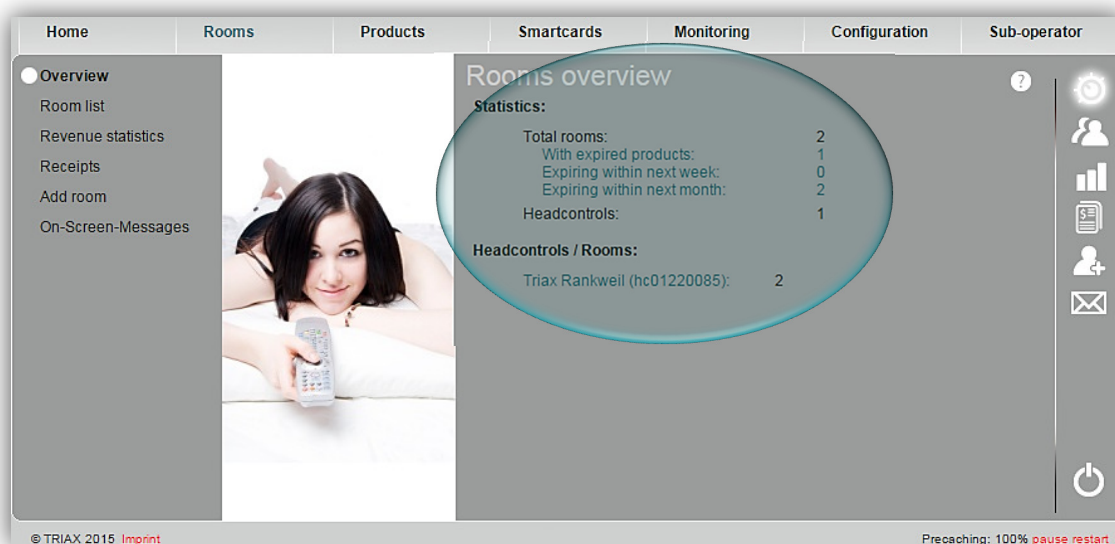 Home Rooms Products Smartcards Monitoring Configuration Sub-operator
Overview
Room list
Revenue statistics
Receipts
Add room
On-Screen-Messages
Rooms overview
?
Statistics:
Total rooms: 2
With expired products: 1
Expiring within next week: 0
Expiring within next month: 2
Headcontrols: 1
Headcontrols / Rooms:
Triax Rankweil (hc01220085): 2
© TRIAX 2015 Imprint
Precaching: 100% pause restart